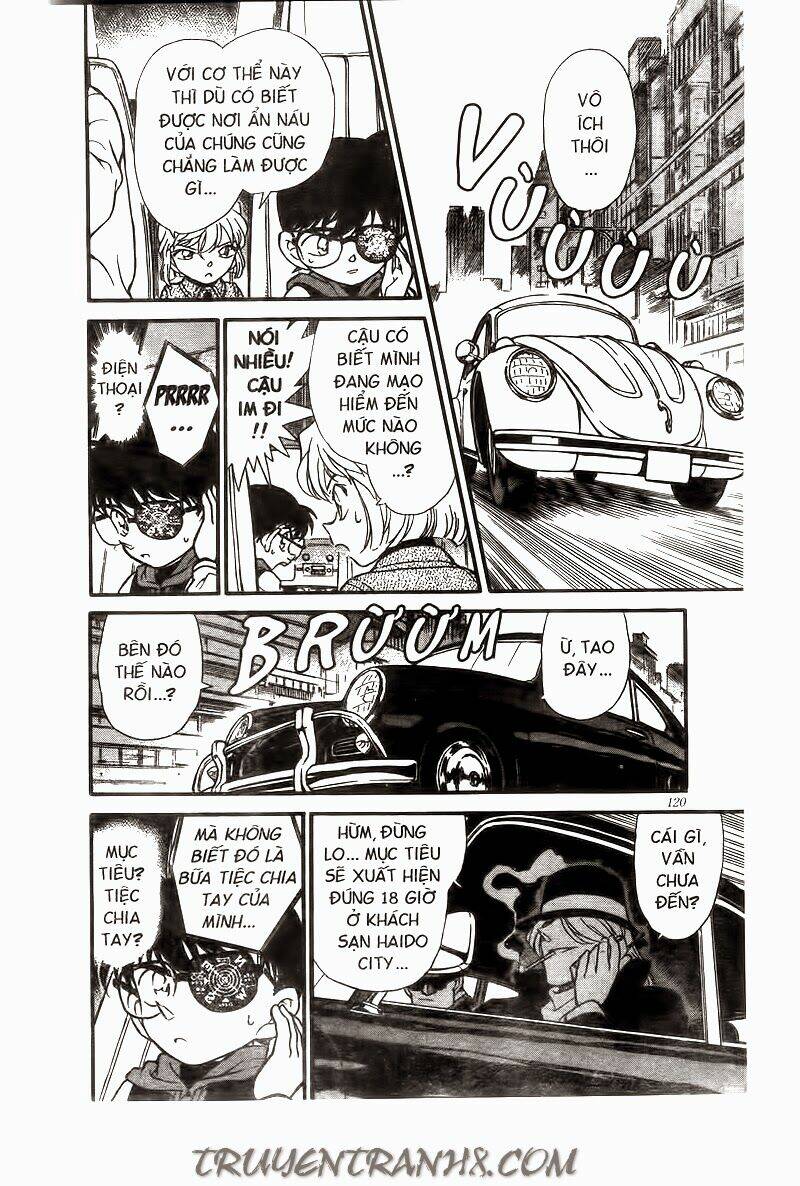 VÔ
ÍCH
THÔI
...
VÙÙÙÙ
VỚI CƠ THỂ NÀY
THÌ DÙ CÓ BIẾT
ĐƯỢC NƠI ẨN NÁU
CỦA CHÚNG CŨNG
CHẲNG LÀM ĐƯỢC
GÌ...
CẬU CÓ
BIẾT MÌNH
ĐANG MẠO
HIỂM ĐẾN
MỨC NÀO
KHÔNG
...?
NÓI
NHIỀU!
CẬU
IM ĐI
!!
PRRRR
...
ĐIỆN
THOẠI
?
Ừ, TAO
ĐÂY...
BRỪỪM
BÊN ĐÓ
THẾ NÀO
RỒI...?
120
CÁI GÌ,
VẪN
CHƯA
ĐẾN?
HỪM, ĐỪNG
LO... MỤC TIÊU
SẼ XUẤT HIỆN
ĐÚNG 18 GIỜ
Ở KHÁCH
SẠN HAIDO
CITY...
MÀ KHÔNG
BIẾT ĐÓ LÀ
BỮA TIỆC CHIA
TAY CỦA
MÌNH...
MỤC
TIÊU?
TIỆC
CHIA
TAY?
TRUYENTRANH8.COM